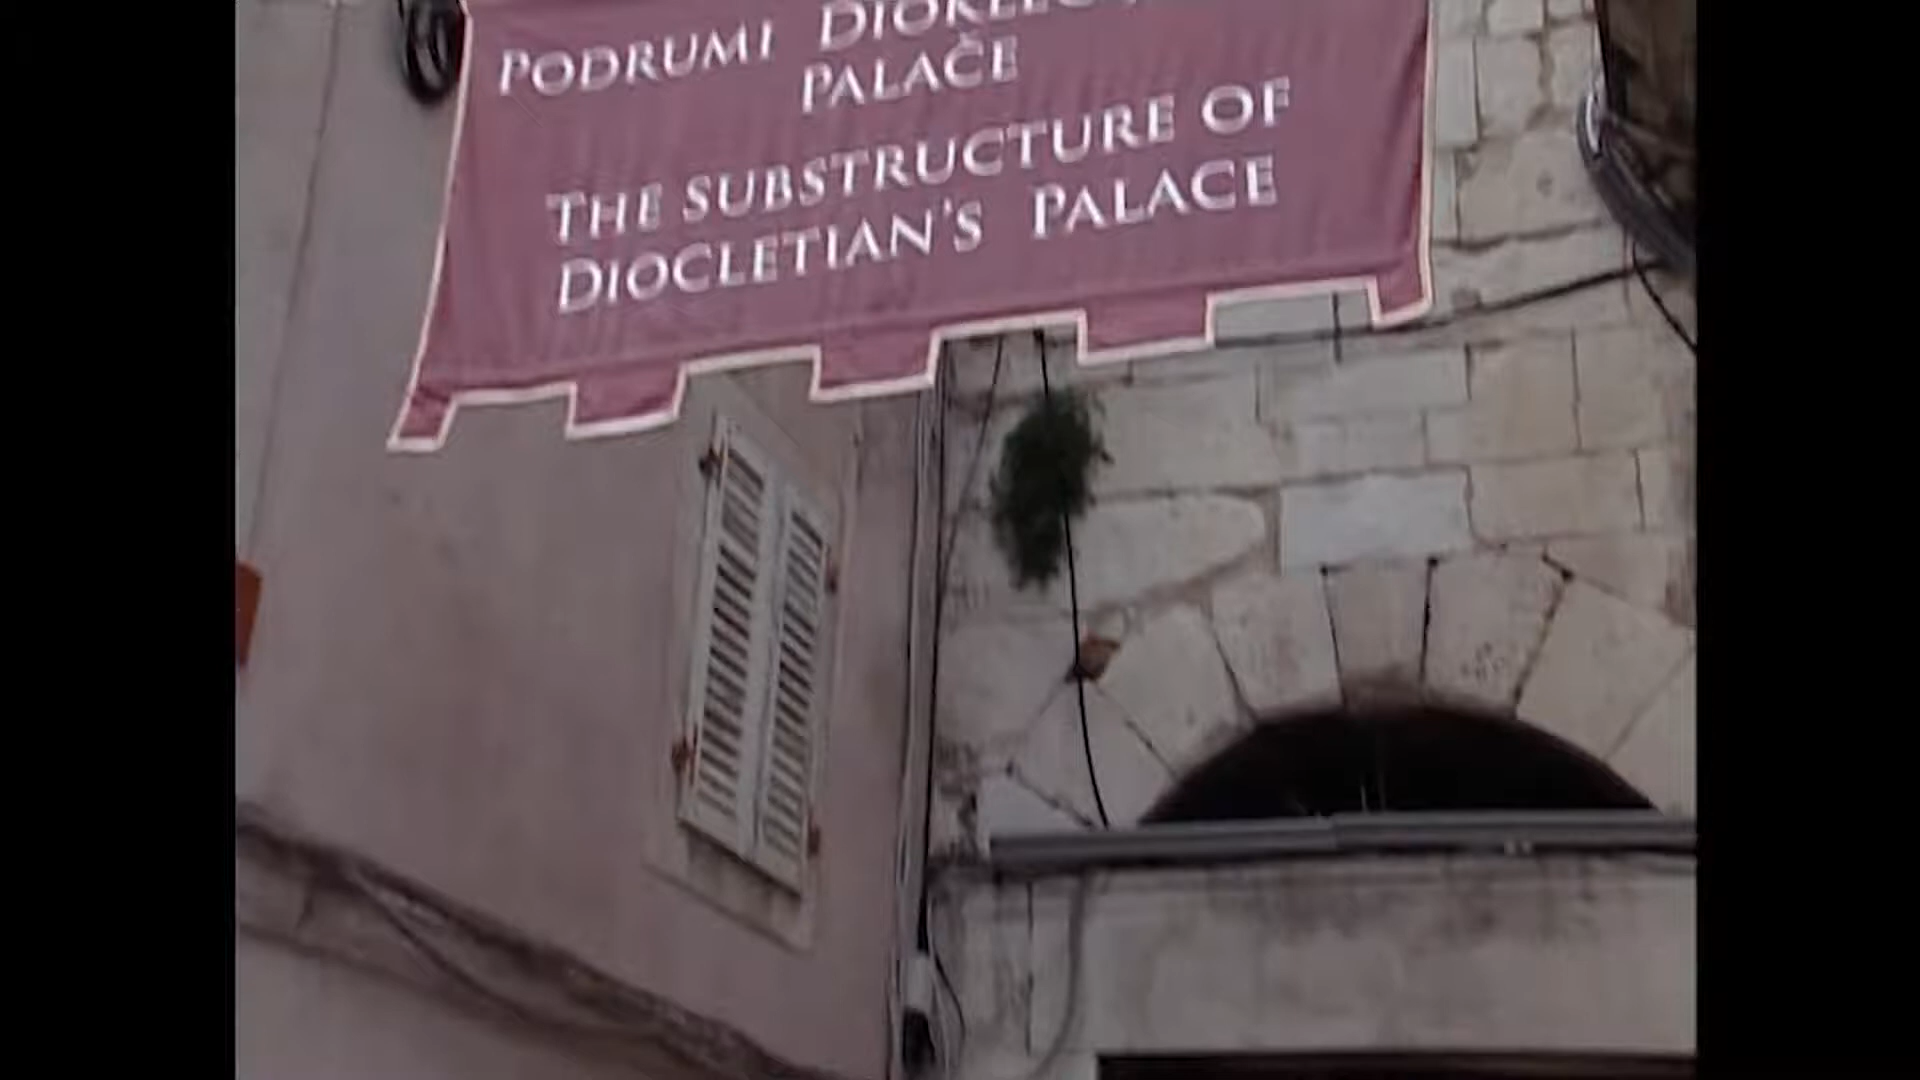 PODRUMI
PALAČE
THE SUBSTRUCTURE OF
DIOCLETIAN'S PALACE